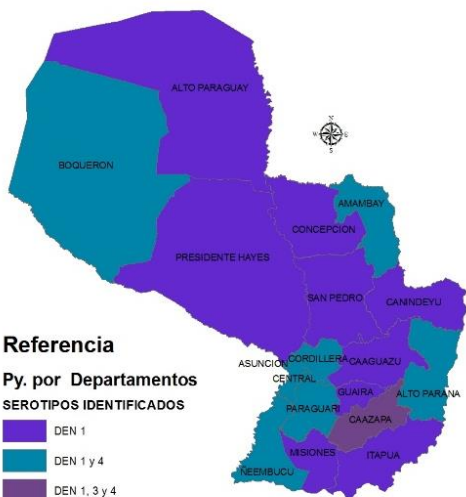 ALTO PARAGUAY
BOQUERON
N
W E
S
AMAMBAY
CONCEPCION
PRESIDENTE HAYES
SAN PEDRO
CANINDEYU
Referencia
ASUNCION
CORDILLERA
CAAGUAZU
CENTRAL
Py. por Departamentos
GUAIRA
ALTO PARANA
SEROTIPOS IDENTIFICADOS
PARAGUARI
CAAZAPA
DEN 1
MISIONES
ITAPUA
DEN 1 y 4
ÑEEMBUCU
DEN 1, 3 y 4